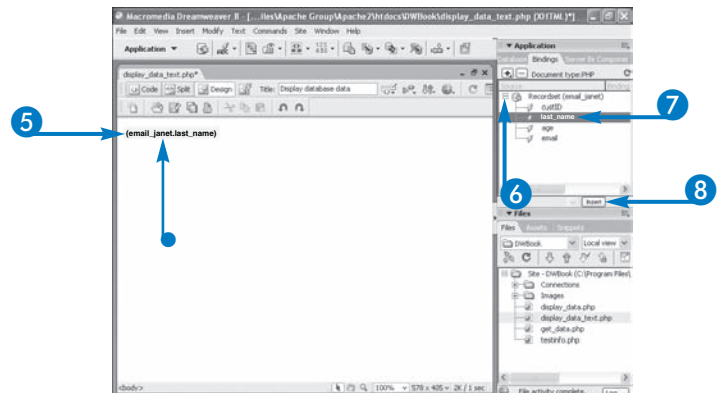 Macromedia Dreamweaver 8 - [...iles\Apache Group\Apache2\htdocs\DWBook\display_data_text.php (XHTML)*]
File Edit View Insert Modify Text Commands Site Window Help
Application
Application
Database Bindings Server Be Componer
Document type:PHP
Source Binding
Recordset (email_janet)
custID
last_name
age
email
Insert
display_data_text.php*
Code Split Design Title: Display database data
(email_janet.last_name)
5
6
7
8
Files
Files Assets Snippets
DWBook Local view
Site - DWBook (C:\Program Files\
Connections
Images
display_data.php
display_data_text.php
get_data.php
testinfo.php
<body> 100% 578 x 405 2K / 1 sec
File activity complete.